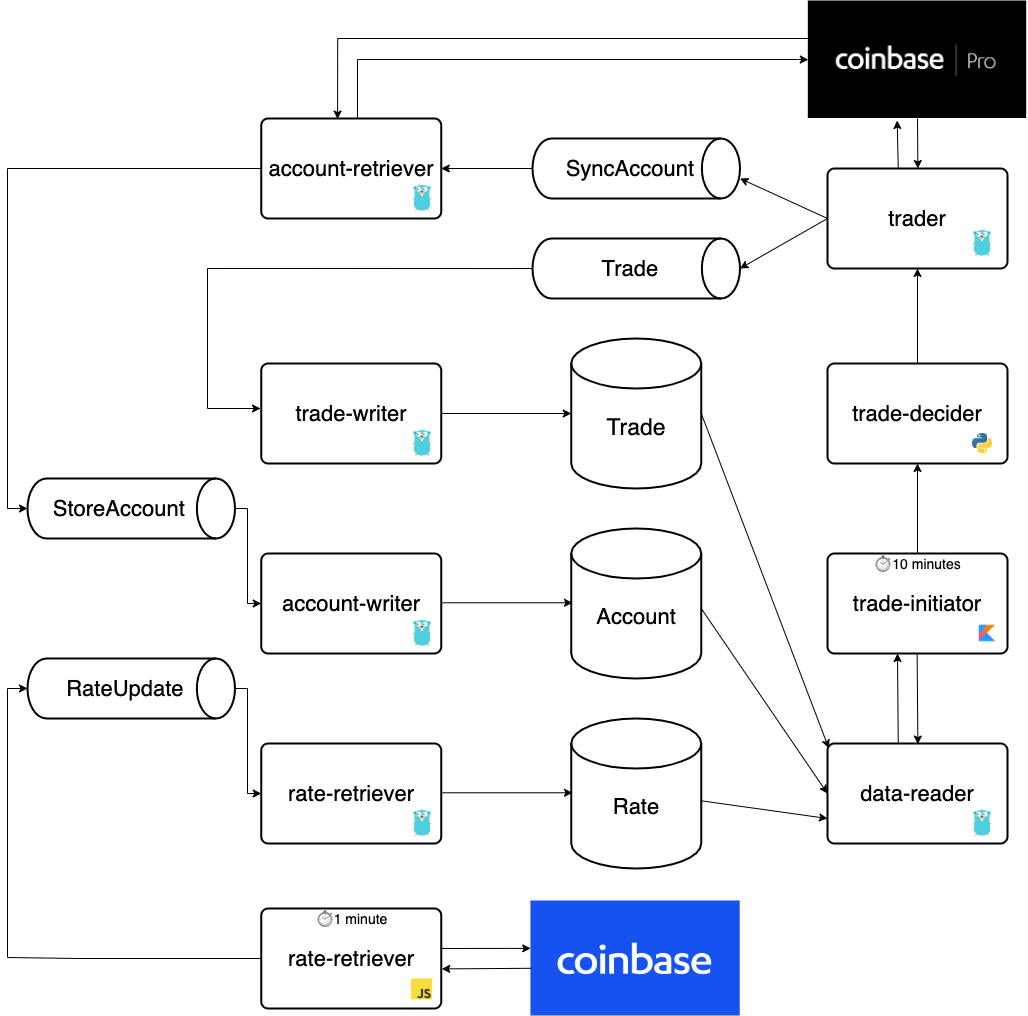 coinbase | Pro
account-retriever
SyncAccount
trader
Trade
trade-writer
Trade
trade-decider
StoreAccount
account-writer
Account
10 minutes
trade-initiator
RateUpdate
rate-retriever
Rate
data-reader
1 minute
rate-retriever
JS
coinbase